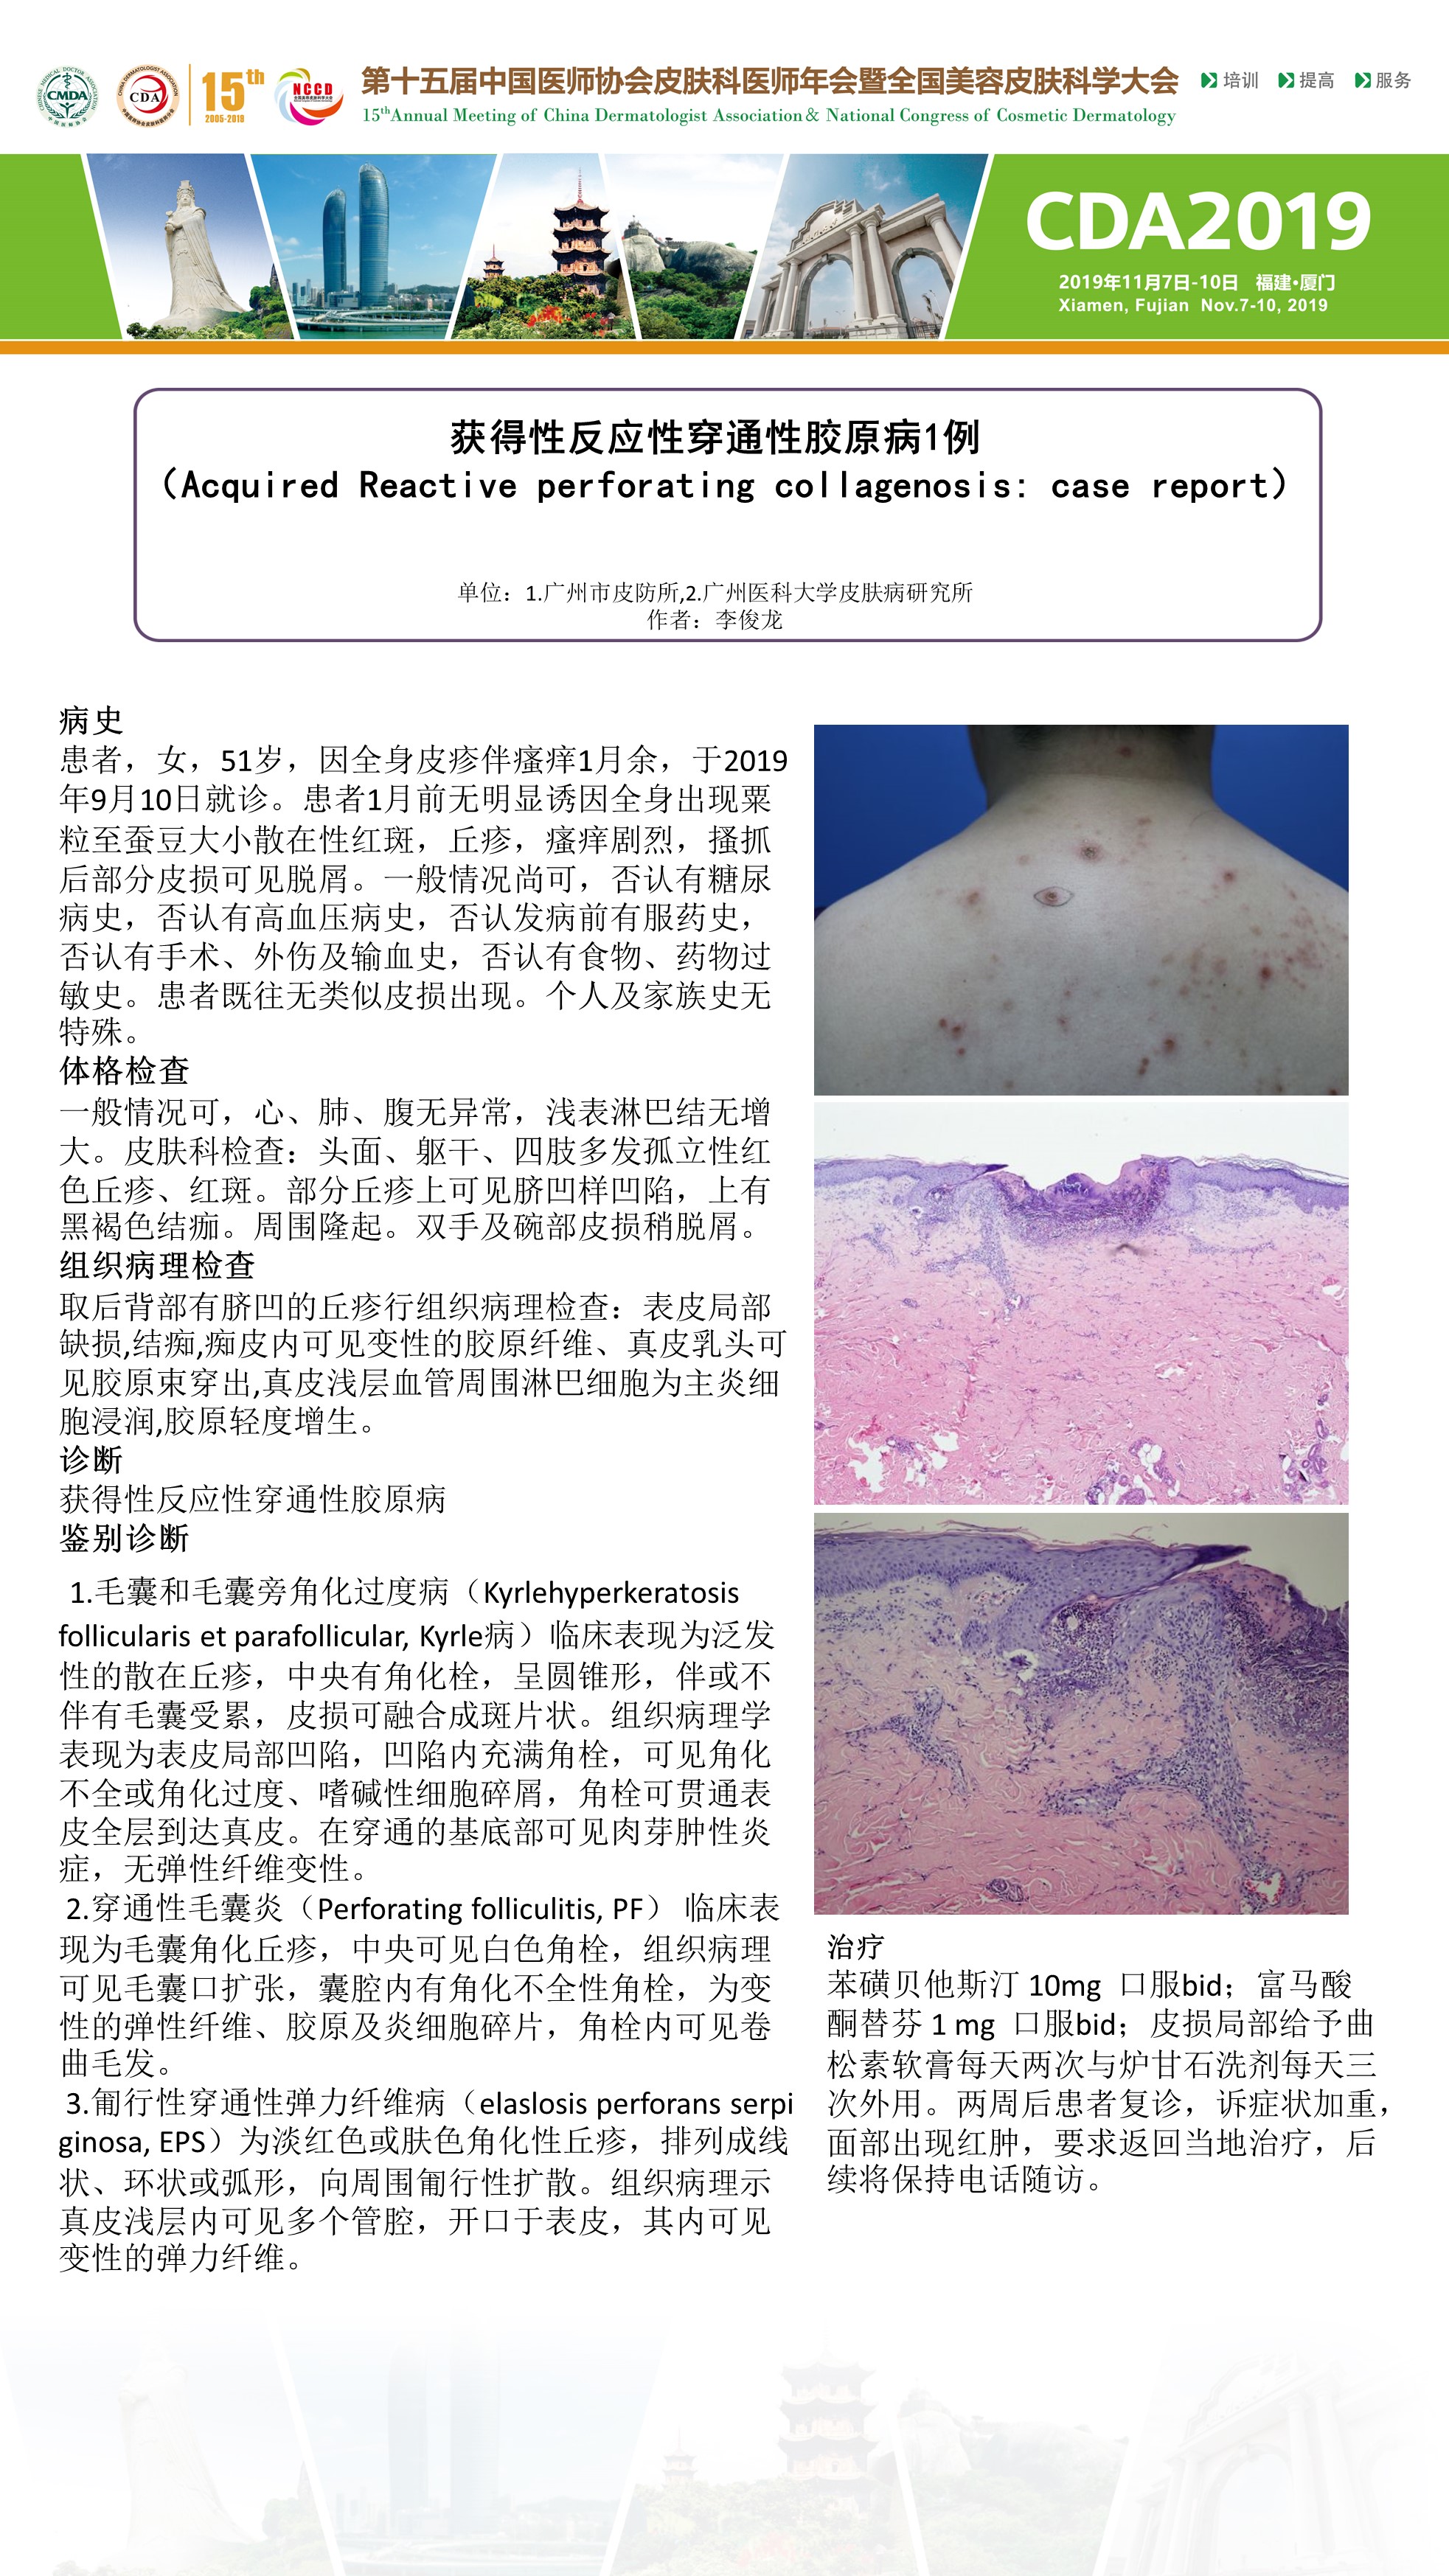 CMDA
CDA
15th
2005-2019
NCCD
第十五届中国医师协会皮肤科医师年会暨全国美容皮肤科学大会
15thAnnual Meeting of China Dermatologist Association & National Congress of Cosmetic Dermatology
培训 提高 服务
CDA2019
2019年11月7日-10日 福建•厦门
Xiamen, Fujian Nov.7-10, 2019
获得性反应性穿通性胶原病1例
（Acquired Reactive perforating collagenosis: case report）
单位：1.广州市皮防所,2.广州医科大学皮肤病研究所
作者：李俊龙
病史
患者，女，51岁，因全身皮疹伴瘙痒1月余，于2019
年9月10日就诊。患者1月前无明显诱因全身出现粟
粒至蚕豆大小散在性红斑，丘疹，瘙痒剧烈，搔抓
后部分皮损可见脱屑。一般情况尚可，否认有糖尿
病史，否认有高血压病史，否认发病前有服药史，
否认有手术、外伤及输血史，否认有食物、药物过
敏史。患者既往无类似皮损出现。个人及家族史无
特殊。
体格检查
一般情况可，心、肺、腹无异常，浅表淋巴结无增
大。皮肤科检查：头面、躯干、四肢多发孤立性红
色丘疹、红斑。部分丘疹上可见脐凹样凹陷，上有
黑褐色结痂。周围隆起。双手及碗部皮损稍脱屑。
组织病理检查
取后背部有脐凹的丘疹行组织病理检查：表皮局部
缺损,结痂,痂皮内可见变性的胶原纤维、真皮乳头可
见胶原束穿出,真皮浅层血管周围淋巴细胞为主炎细
胞浸润,胶原轻度增生。
诊断
获得性反应性穿通性胶原病
鉴别诊断
1.毛囊和毛囊旁角化过度病（Kyrlehyperkeratosis
follicularis et parafollicular, Kyrle病）临床表现为泛发
性的散在丘疹，中央有角化栓，呈圆锥形，伴或不
伴有毛囊受累，皮损可融合成斑片状。组织病理学
表现为表皮局部凹陷，凹陷内充满角栓，可见角化
不全或角化过度、嗜碱性细胞碎屑，角栓可贯通表
皮全层到达真皮。在穿通的基底部可见肉芽肿性炎
症，无弹性纤维变性。
2.穿通性毛囊炎（Perforating folliculitis, PF） 临床表
现为毛囊角化丘疹，中央可见白色角栓，组织病理
可见毛囊口扩张，囊腔内有角化不全性角栓，为变
性的弹性纤维、胶原及炎细胞碎片，角栓内可见卷
曲毛发。
3.匍行性穿通性弹力纤维病（elaslosis perforans serpi
ginosa, EPS）为淡红色或肤色角化性丘疹，排列成线
状、环状或弧形，向周围匍行性扩散。组织病理示
真皮浅层内可见多个管腔，开口于表皮，其内可见
变性的弹力纤维。
治疗
苯磺贝他斯汀 10mg 口服bid；富马酸
酮替芬 1 mg 口服bid；皮损局部给予曲
松素软膏每天两次与炉甘石洗剂每天三
次外用。两周后患者复诊，诉症状加重，
面部出现红肿，要求返回当地治疗，后
续将保持电话随访。